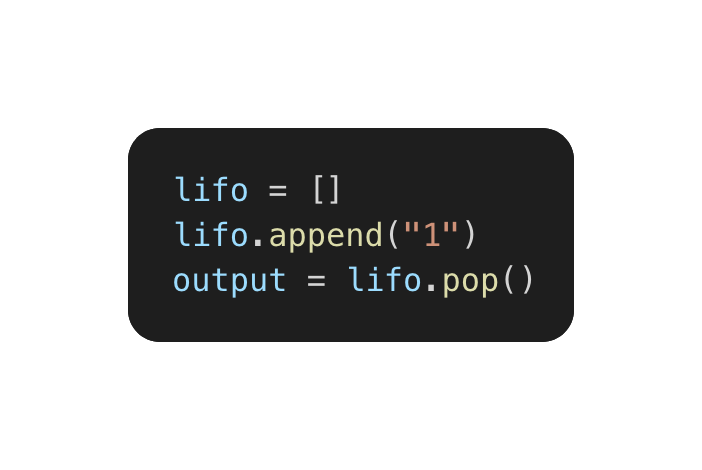 lifo = []
lifo.append("1")
output = lifo.pop()